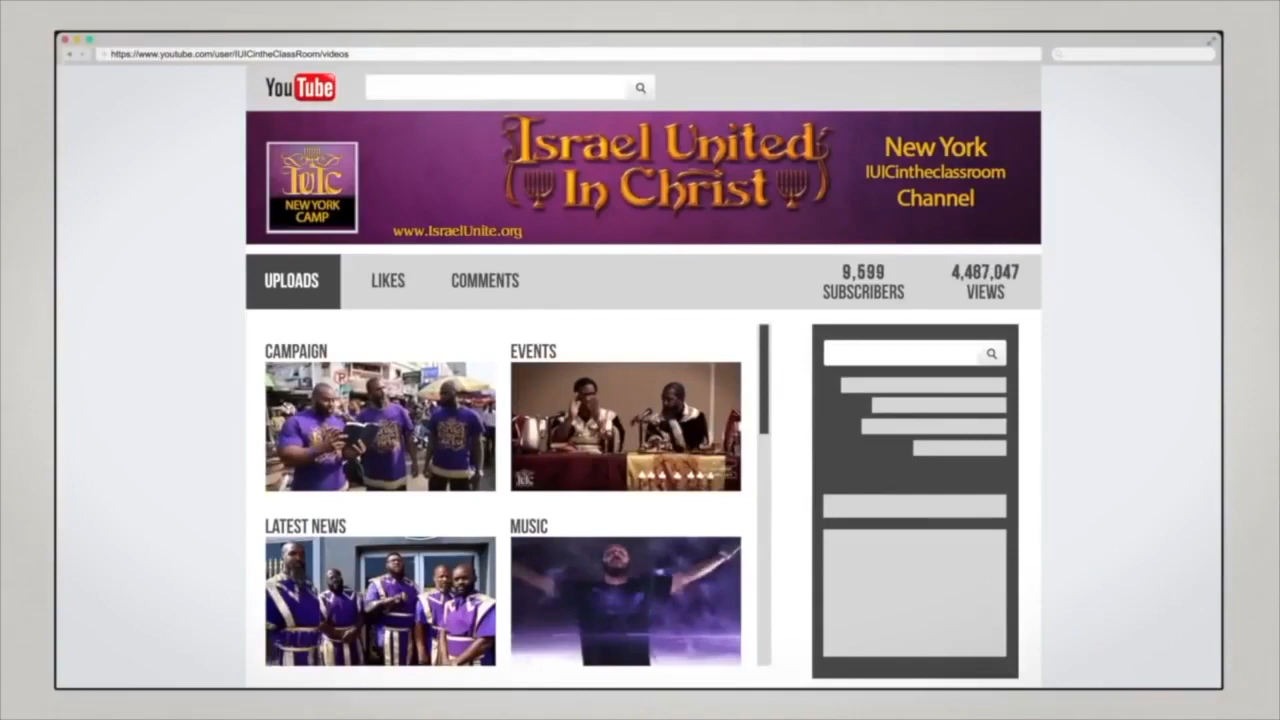 https://www.youtube.com/user/IUICintheClassRoom/videos
YouTube
Israel United
In Christ
IUIC
NEW YORK
CAMP
www.IsraelUnite.org
New York
IUICintheclassroom
Channel
UPLOADS
LIKES
COMMENTS
9,599
SUBSCRIBERS
4,487,047
VIEWS
CAMPAIGN
EVENTS
IUIC
LATEST NEWS
MUSIC